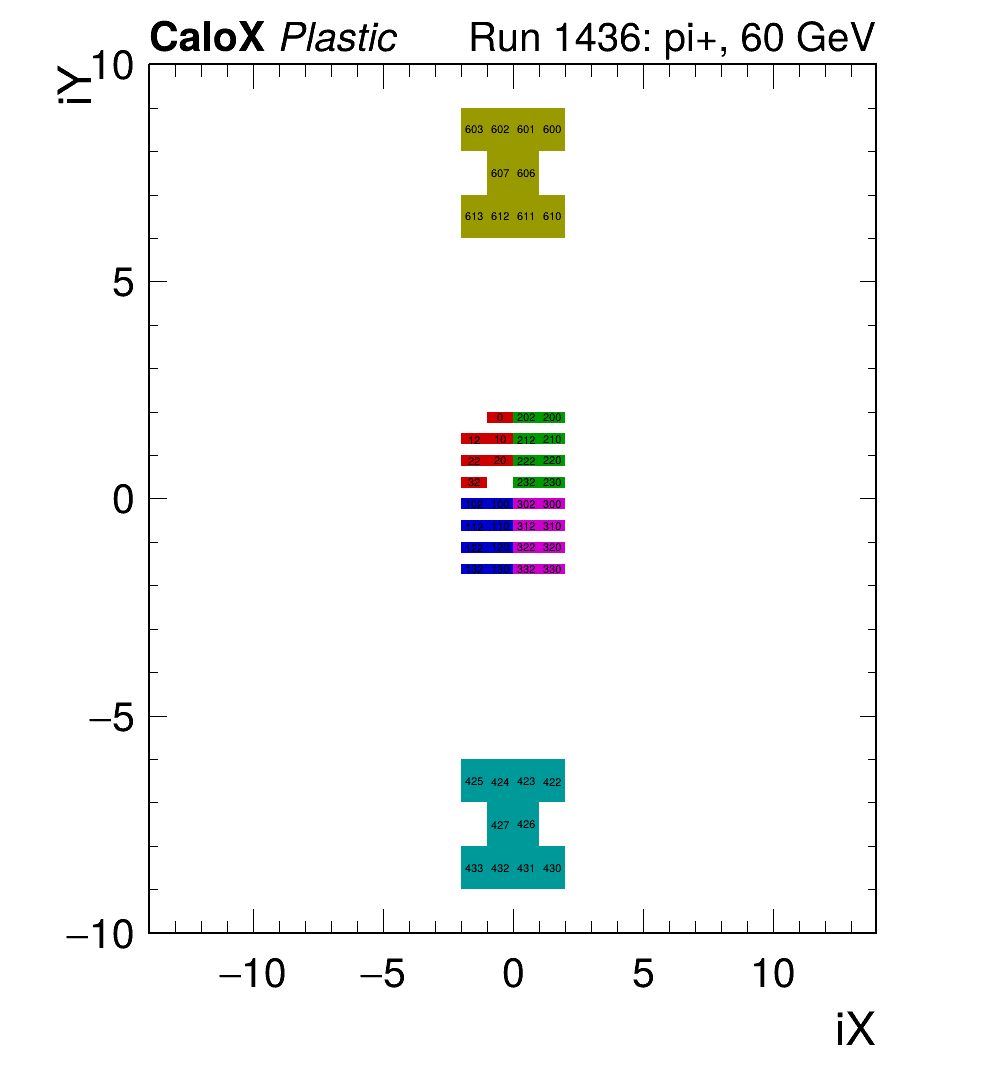 CaloX Plastic Run 1436: pi+, 60 GeV
iY
10
603 602 601 600
607 606
613 612 611 610
5
0 202 200
12 10 212 210
22 20 222 220
32 232 230
0
102 100 302 300
112 110 312 310
122 120 322 320
132 130 332 330
−5
425 424 423 422
427 426
433 432 431 430
−10
−10 −5 0 5 10
iX